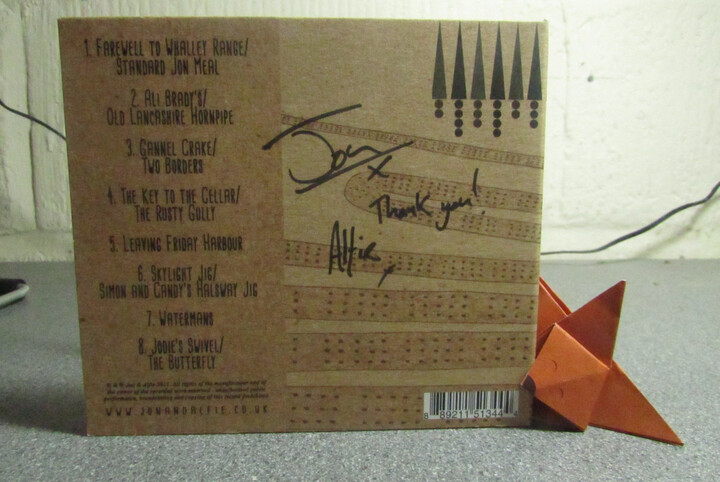 1. Farewell to Whalley Range/
Standard Jon Meal
2. Ali Brady's/
Old Lancashire Hornpipe
3. Gannel Crake/
Two Borders
4. The Key to the Cellar/
The Rusty Gully
5. Leaving Friday Harbour
6. Skylight Jig/
Simon and Candy's Halsway Jig
7. Watermans
8. Jodie's Swivel/
The Butterfly
www.jonandalfie.co.uk
Jon
x
Thank you!
Alfie
x